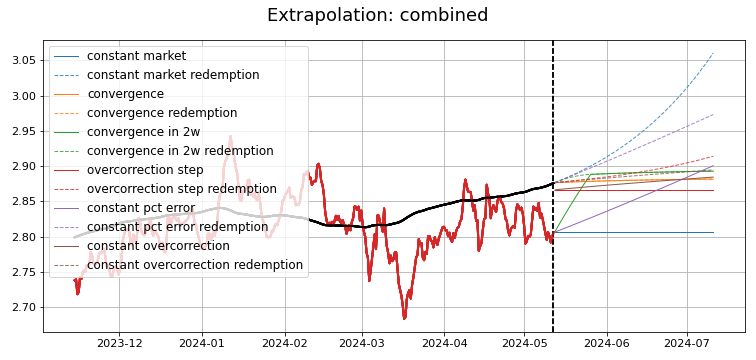 Extrapolation: combined
constant market
constant market redemption
convergence
convergence redemption
convergence in 2w
convergence in 2w redemption
overcorrection step
overcorrection step redemption
constant pct error
constant pct error redemption
constant overcorrection
constant overcorrection redemption
3.05
3.00
2.95
2.90
2.85
2.80
2.75
2.70
2023-12 2024-01 2024-02 2024-03 2024-04 2024-05 2024-06 2024-07